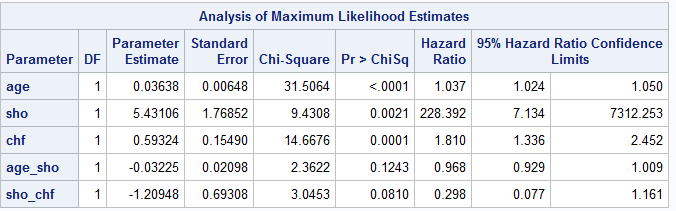 Analysis of Maximum Likelihood Estimates
Parameter DF Parameter Estimate Standard Error Chi-Square Pr > ChiSq Hazard Ratio 95% Hazard Ratio Confidence Limits
age 1 0.03638 0.00648 31.5064 <.0001 1.037 1.024 1.050
sho 1 5.43106 1.76852 9.4308 0.0021 228.392 7.134 7312.253
chf 1 0.59324 0.15490 14.6676 0.0001 1.810 1.336 2.452
age_sho 1 -0.03225 0.02098 2.3622 0.1243 0.968 0.929 1.009
sho_chf 1 -1.20948 0.69308 3.0453 0.0810 0.298 0.077 1.161